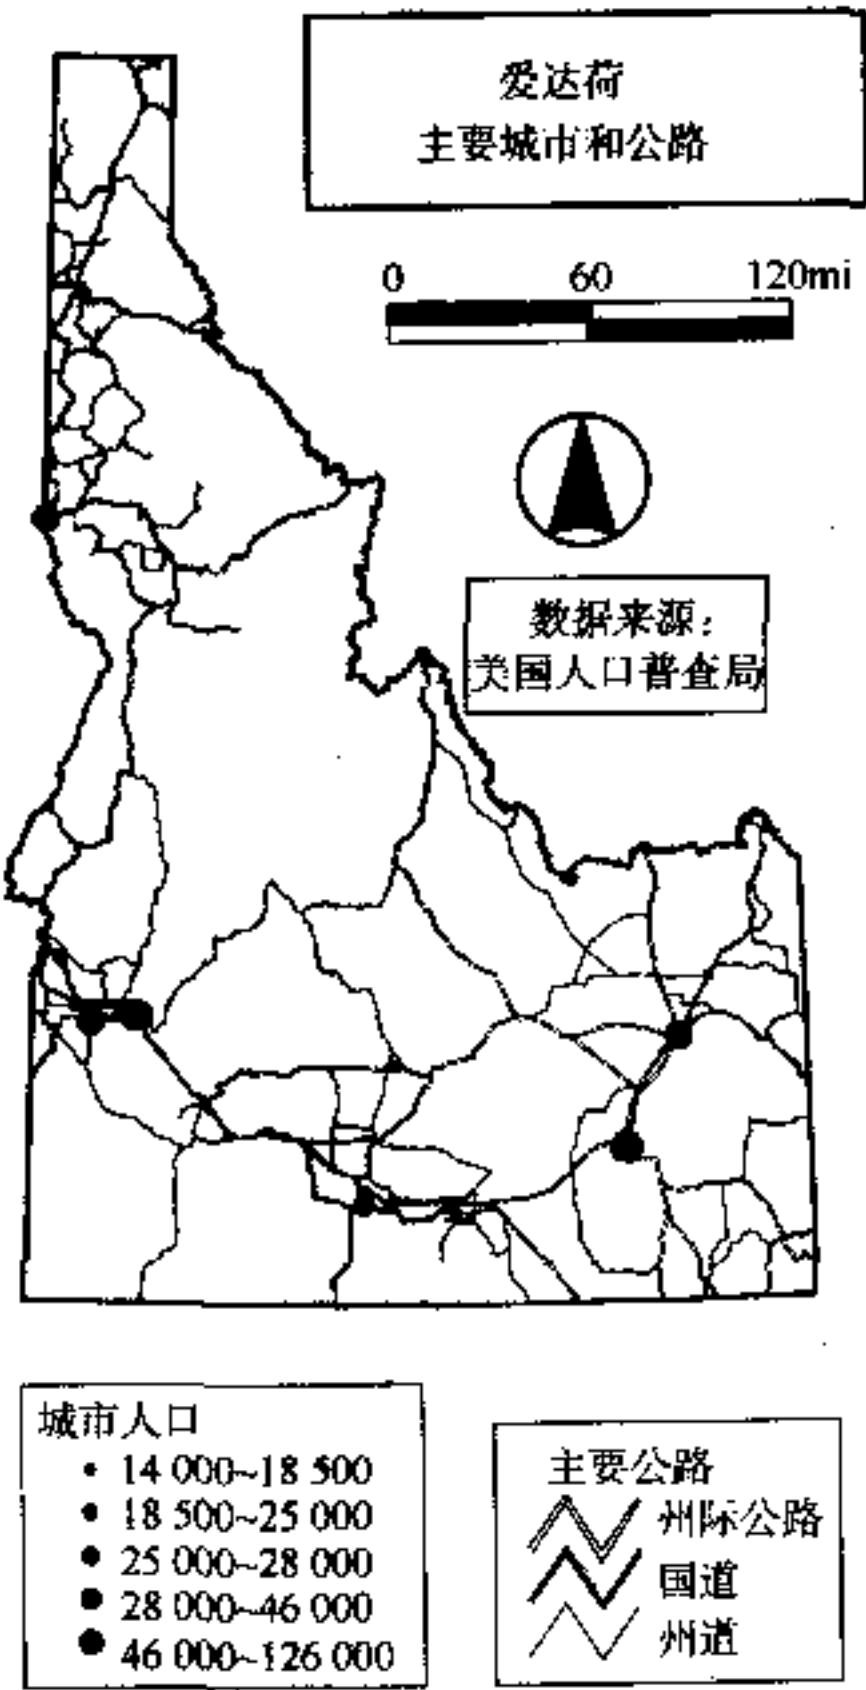 爱达荷
主要城市和公路
0 60 120mi
数据来源:
美国人口普查局
城市人口
14 000~18 500
18 500~25 000
25 000~28 000
28 000~46 000
46 000~126 000
主要公路
州际公路
国道
州道